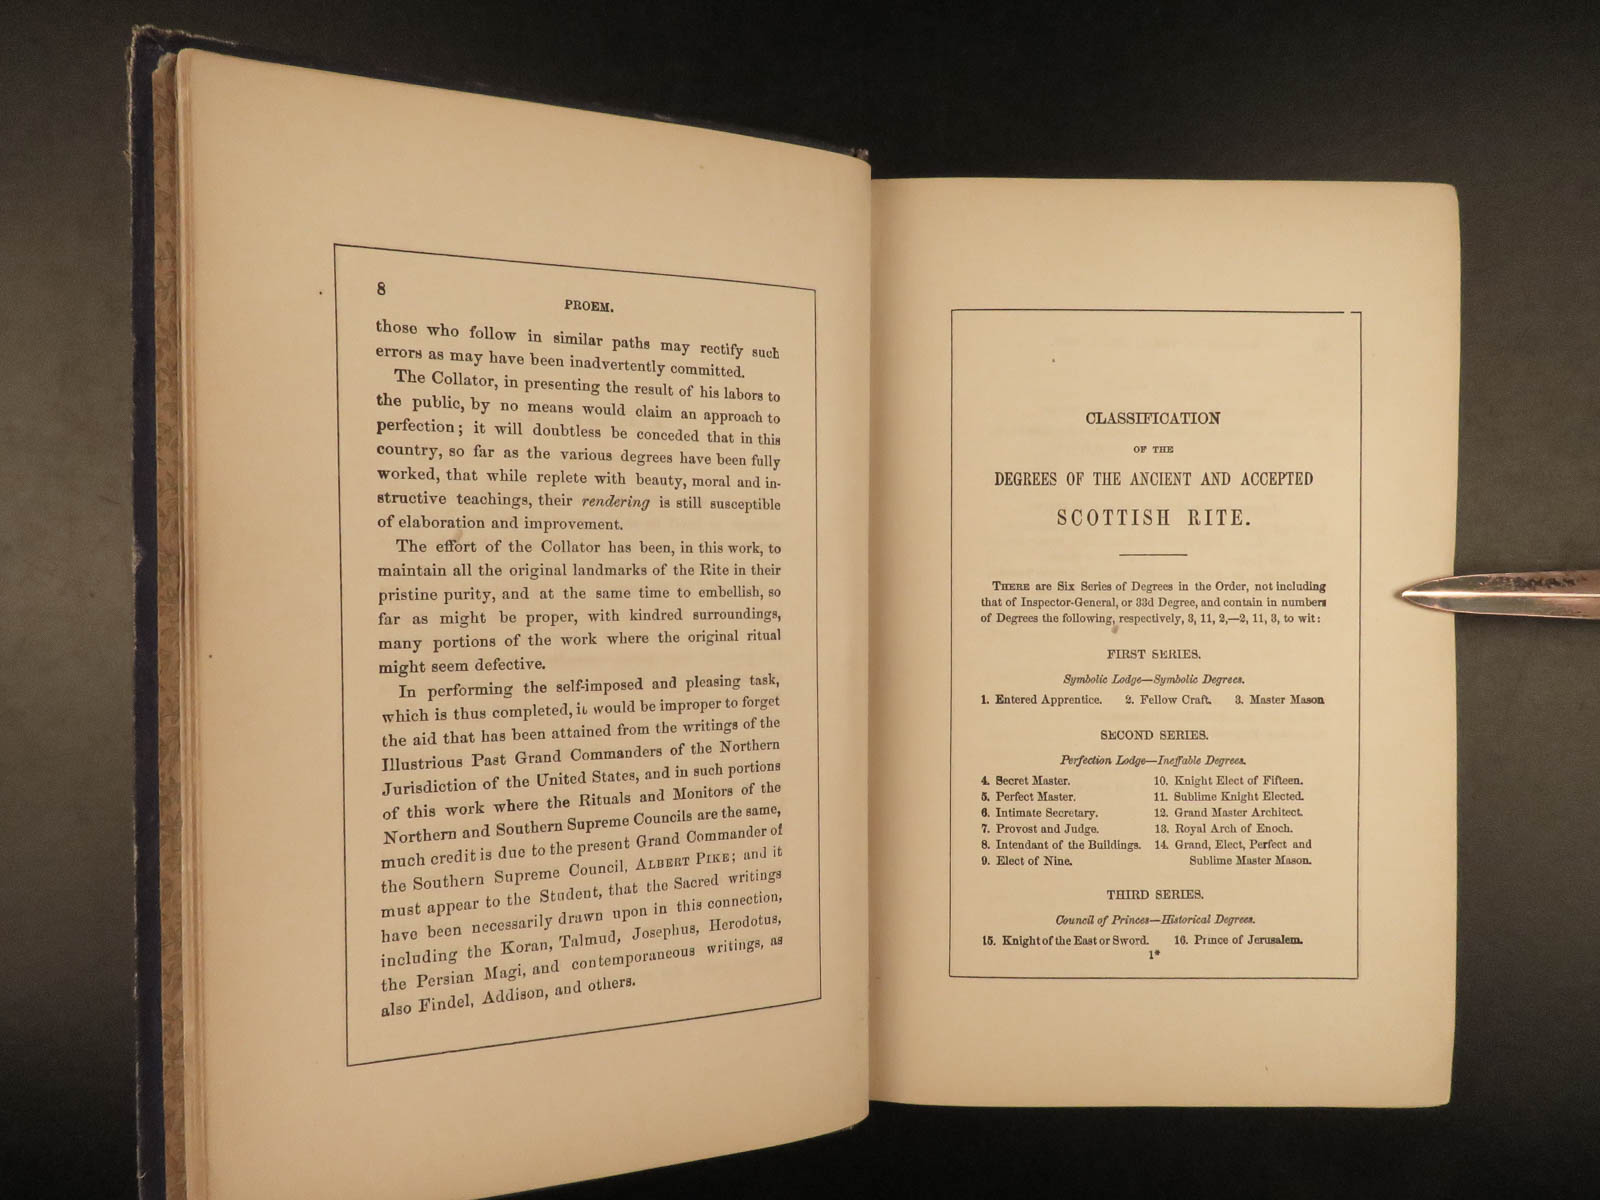 8
PROEM.
those who follow in similar paths may rectify such
errors as may have been inadvertently committed.
The Collator, in presenting the result of his labors to
the public, by no means would claim an approach to
perfection; it will doubtless be conceded that in this
country, so far as the various degrees have been fully
worked, that while replete with beauty, moral and in-
structive teachings, their rendering is still susceptible
of elaboration and improvement.
The effort of the Collator has been, in this work, to
maintain all the original landmarks of the Rite in their
pristine purity, and at the same time to embellish, so
far as might be proper, with kindred surroundings,
many portions of the work where the original ritual
might seem defective.
In performing the self-imposed and pleasing task,
which is thus completed, it would be improper to forget
the aid that has been attained from the writings of the
Illustrious Past Grand Commanders of the Northern
Jurisdiction of the United States, and in such portions
of this work where the Rituals and Monitors of the
Northern and Southern Supreme Councils are the same,
much credit is due to the present Grand Commander of
the Southern Supreme Council, ALBERT PIKE; and it
must appear to the Student, that the Sacred writings
have been necessarily drawn upon in this connection,
including the Koran, Talmud, Josephus, Herodotus,
the Persian Magi, and contemporaneous writings, as
also Findel, Addison, and others.
CLASSIFICATION
OF THE
DEGREES OF THE ANCIENT AND ACCEPTED
SCOTTISH RITE.
THERE are Six Series of Degrees in the Order, not including
that of Inspector-General, or 33d Degree, and contain in numbers
of Degrees the following, respectively, 3, 11, 2,—2, 11, 3, to wit:
FIRST SERIES.
Symbolic Lodge—Symbolic Degrees.
1. Entered Apprentice. 2. Fellow Craft. 3. Master Mason
SECOND SERIES.
Perfection Lodge—Ineffable Degrees.
4. Secret Master. 10. Knight Elect of Fifteen.
5. Perfect Master. 11. Sublime Knight Elected.
6. Intimate Secretary. 12. Grand Master Architect.
7. Provost and Judge. 13. Royal Arch of Enoch.
8. Intendant of the Buildings. 14. Grand, Elect, Perfect and
9. Elect of Nine. Sublime Master Mason.
THIRD SERIES.
Council of Princes—Historical Degrees.
15. Knight of the East or Sword. 16. Prince of Jerusalem.
1*